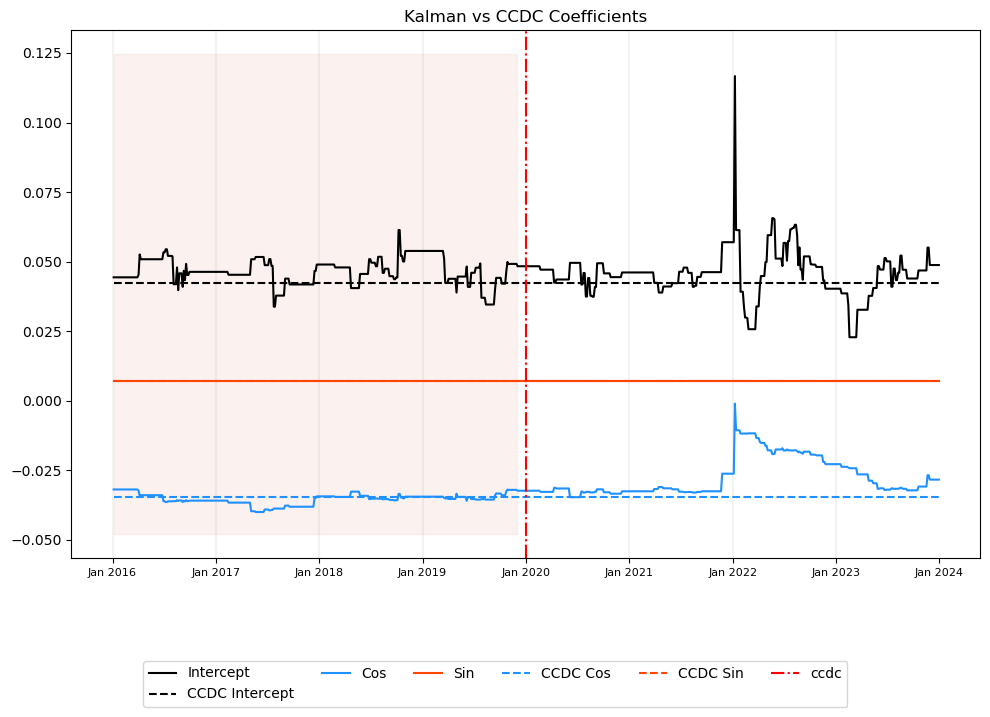 Kalman vs CCDC Coefficients
0.125
0.100
0.075
0.050
0.025
0.000
−0.025
−0.050
Jan 2016 Jan 2017 Jan 2018 Jan 2019 Jan 2020 Jan 2021 Jan 2022 Jan 2023 Jan 2024
Intercept Cos Sin CCDC Cos CCDC Sin ccdc
CCDC Intercept